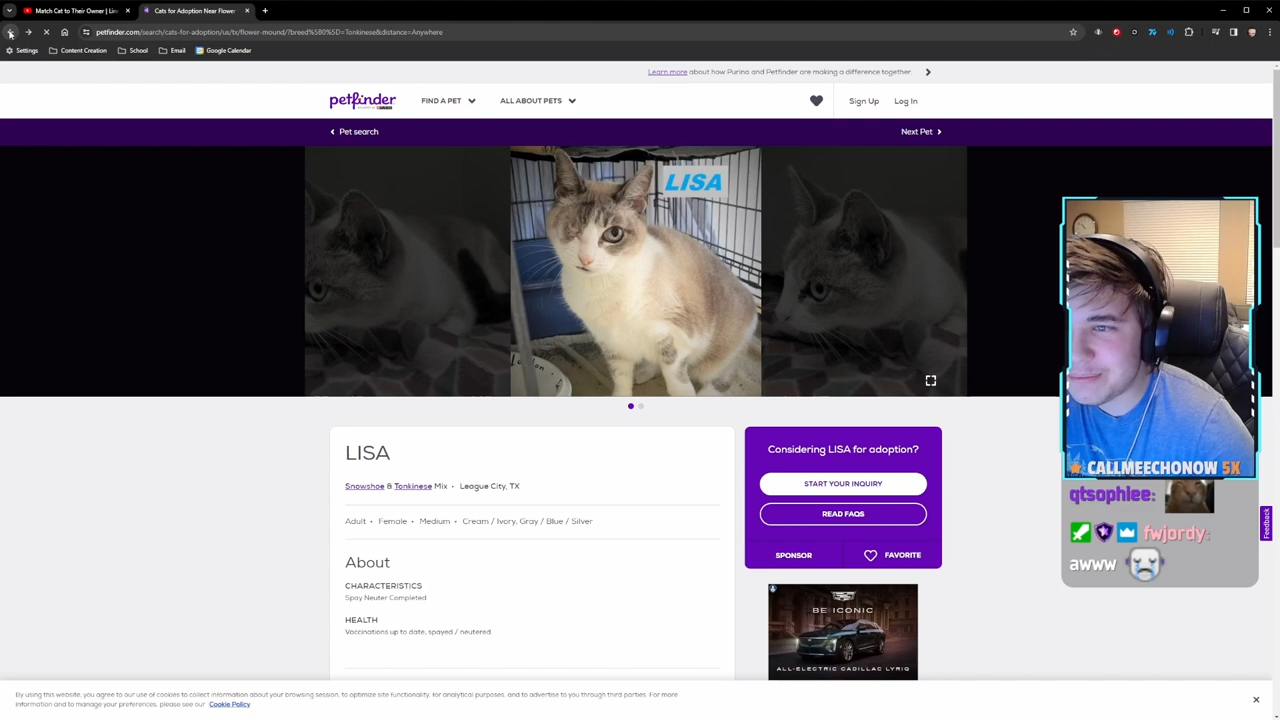 Match Cat to Their Owner | L
Cats for Adoption Near Flower
petfinder.com/search/cats-for-adoption/us/tx/flower-mound/?breed%5B0%5D=Tonkinese&distance=Anywhere
Settings
Content Creation
School
Email
Google Calendar
Learn more about how Purina and Petfinder are making a difference together.
petfinder
FIND A PET
ALL ABOUT PETS
Sign Up
Log In
Pet search
Next Pet
LISA
London
LISA
Snowshoe & Tonkinese Mix • League City, TX
Adult • Female • Medium • Cream / Ivory, Gray / Blue / Silver
About
CHARACTERISTICS
Spay Neuter Completed
HEALTH
Vaccinations up to date, spayed / neutered.
Considering LISA for adoption?
START YOUR INQUIRY
READ FAQS
SPONSOR
FAVORITE
BE ICONIC
ALL-ELECTRIC CADILLAC LYRIQ
CALLMEECHONOW 5X
qtsophiee:
fwjordy:
awww
Feedback
By using this website, you agree to our use of cookies to collect information about your browsing session, to optimize site functionality, for analytical purposes, and to advertise to you through third parties. For more
information and to manage your preferences, please see our Cookie Policy